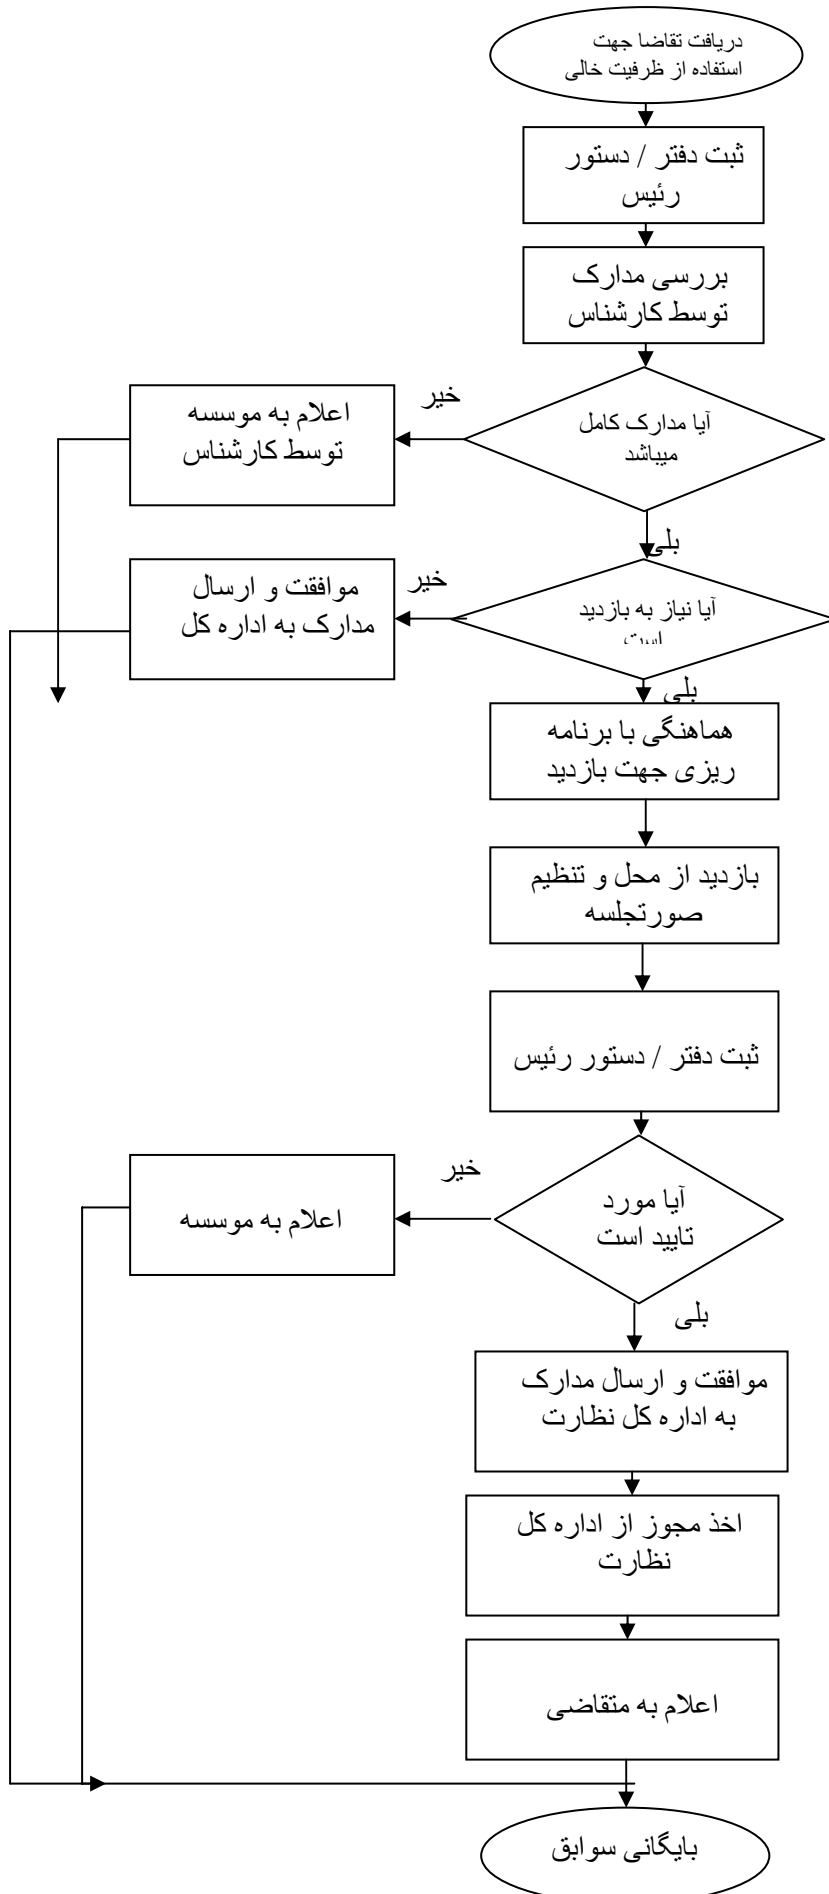 دریافت تقاضا جهت
استفاده از ظرفیت خالی
ثبت دفتر / دستور
رئیس
بررسی مدارک
توسط کارشناس
آیا مدارک کامل
میباشد
خیر
اعلام به موسسه
توسط کارشناس
بلی
آیا نیاز به بازدید
است
خیر
موافقت و ارسال
مدارک به اداره کل
بلی
هماهنگی با برنامه
ریزی جهت بازدید
بازدید از محل و تنظیم
صورتجلسه
ثبت دفتر / دستور رئیس
آیا مورد
تایید است
خیر
اعلام به موسسه
بلی
موافقت و ارسال مدارک
به اداره کل نظارت
اخذ مجوز از اداره کل
نظارت
اعلام به متقاضی
بایگانی سوابق